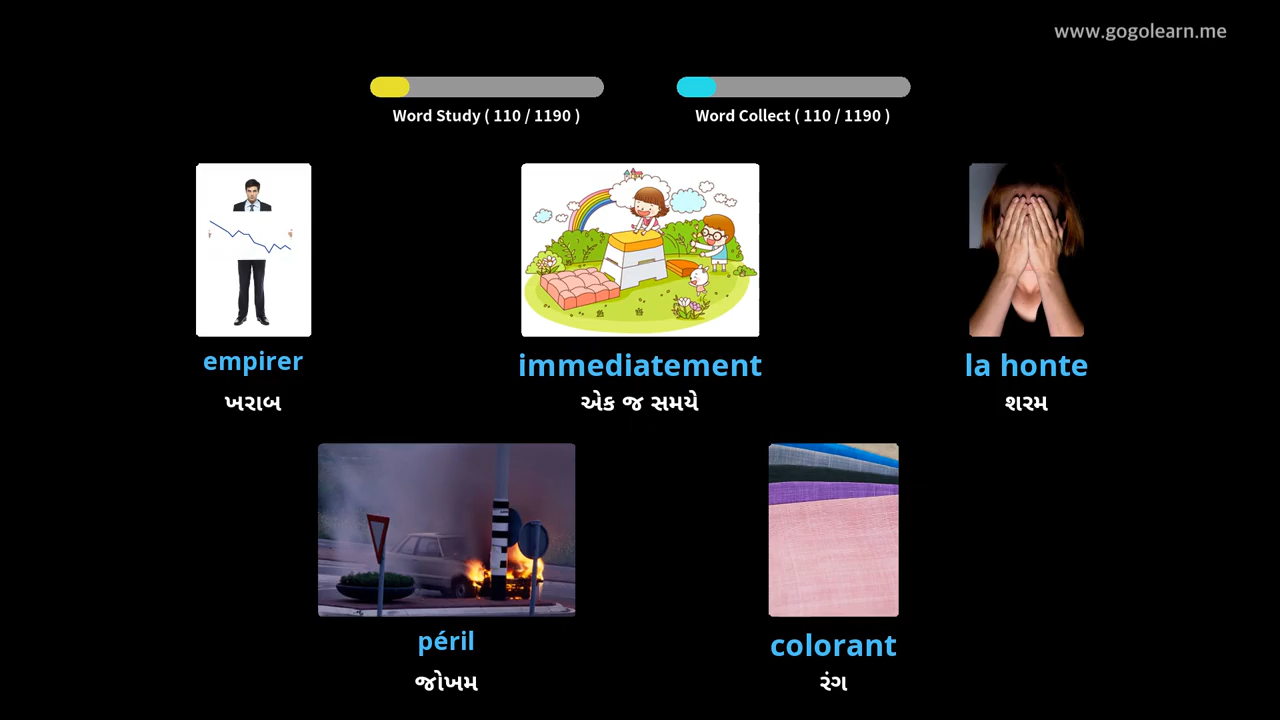 www.gogolearn.me
Word Study ( 110 / 1190 )
Word Collect ( 110 / 1190 )
empirer
immediatement
la honte
ખરાબ
એક જ સમયે
શરમ
péril
colorant
જોખમ
રંગ